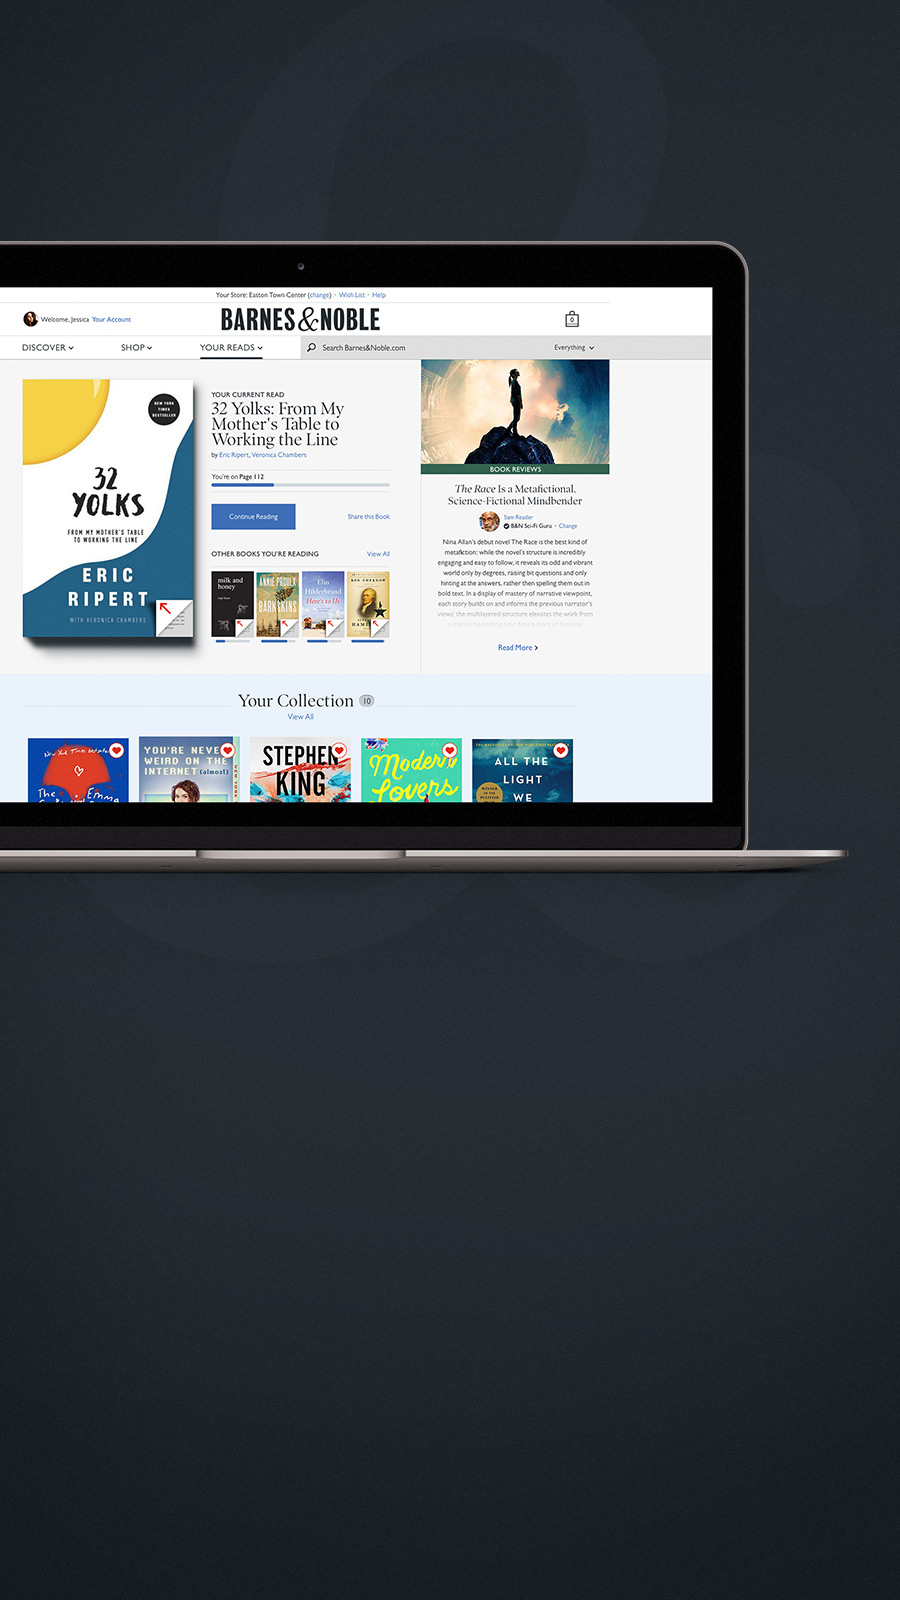 Your Store: Easton Town Center (change) · Wish List · Help
Welcome, Jessica Your Account
BARNES&NOBLE
0
DISCOVER
SHOP
YOUR READS
Search Barnes&Noble.com
Everything
NEW YORK
TIMES
BESTSELLER
32
YOLKS
FROM MY MOTHER'S TABLE
TO WORKING THE LINE
ERIC
RIPERT
WITH VERONICA CHAMBERS
YOUR CURRENT READ
32 Yolks: From My
Mother's Table to
Working the Line
by Eric Ripert, Veronica Chambers
You're on Page 112
Continue Reading
Share this Book
OTHER BOOKS YOU'RE READING
View All
milk and
honey
ANNIE PROULX
BARKSKINS
Elin
Hilderbrand
Here's to Us
RON CHERNOW
BOOK REVIEWS
The Race Is a Metafictional,
Science-Fictional Mindbender
Sam Reader
B&N Sci-Fi Guru · Change
Nina Allan's debut novel The Race is the best kind of
metafiction: while the novel's structure is incredibly
engaging and easy to follow, it reveals its odd and vibrant
world only by degrees, raising bit questions and only
hinting at the answers, rather then spelling them out in
bold text. In a display of mastery of narrative viewpoint,
each story builds on and informs the previous narrator's
views, the multilayered structure elevates the work from
a merely fascinating near-future story of looming
Read More
Your Collection 10
View All
New York Times bestseller
The Emma
YOU'RE NEVER
WEIRD ON THE
INTERNET (almost)
STEPHEN
KING
Modern
Lovers
ALL THE
LIGHT
WE
WINNER
OF THE
PULITZER